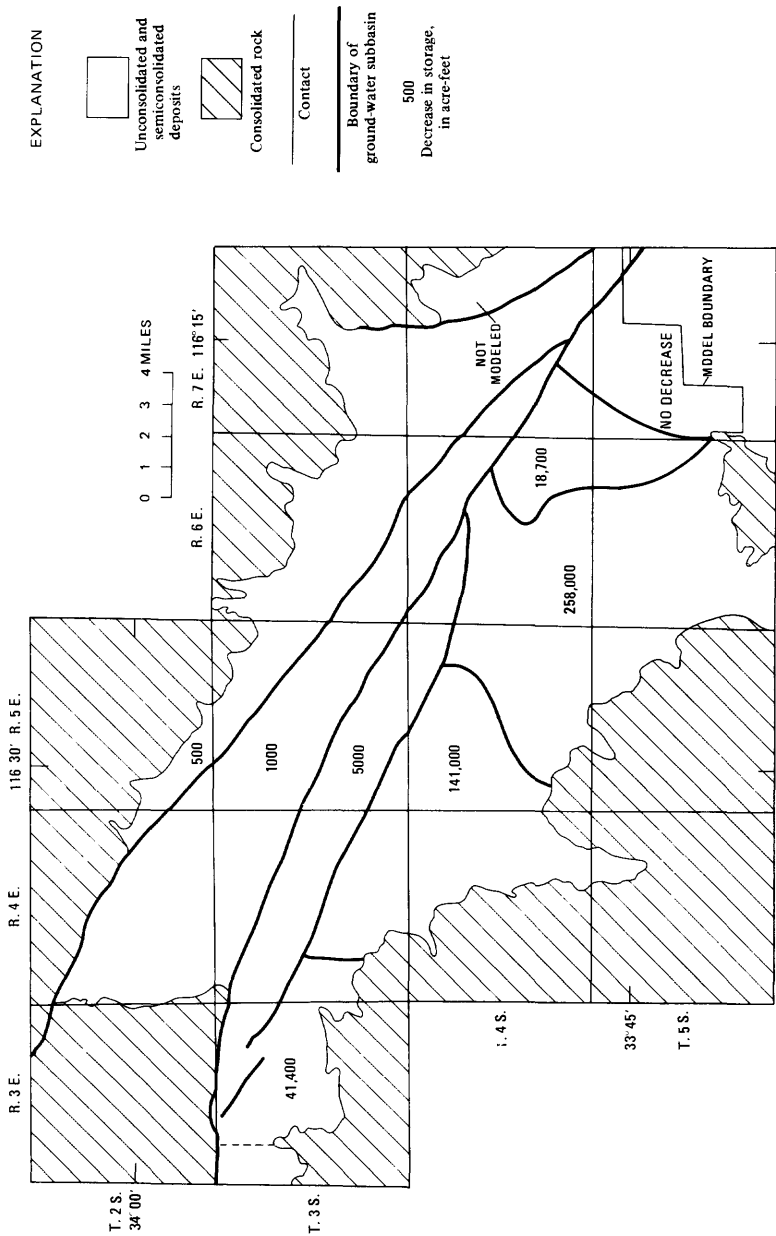 EXPLANATION
Unconsolidated and
semiconsolidated
deposits
Consolidated rock
Contact
Boundary of
ground-water subbasin
500
Decrease in storage,
in acre-feet
0 1 2 3 4 MILES
R. 3 E.
R. 4 E.
116°30′ R. 5 E.
R. 6 E.
R. 7 E. 116°15′
T. 2 S.
34°00′
T. 3 S.
4 S.
33°45′
T. 5 S.
500
1000
5000
41,400
141,000
258,000
18,700
NOT
MODELED
NO DECREASE
MODEL BOUNDARY